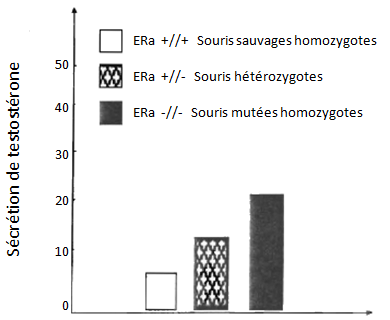 ERa +//+ Souris sauvages homozygotes
ERa +//- Souris hétérozygotes
ERa -//- Souris mutées homozygotes
Sécrétion de testostérone
50
40
30
20
10
0